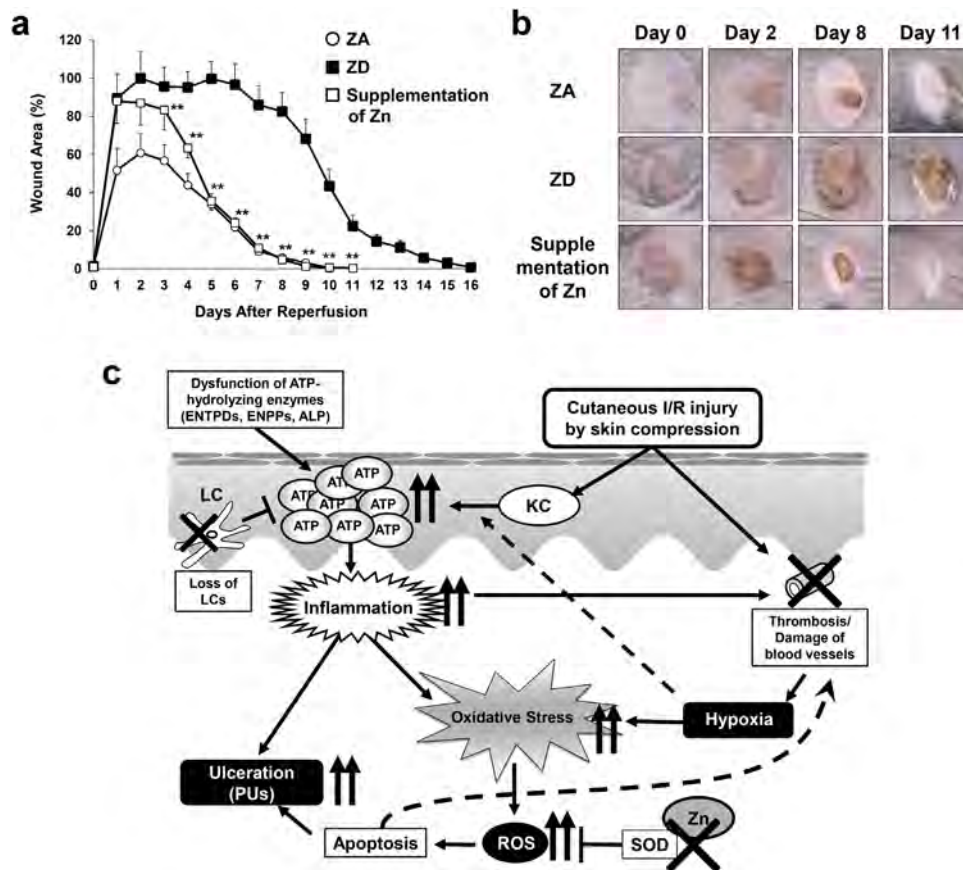 a
120
100
80
60
40
20
0
Wound Area (%)
ZA
ZD
Supplementation
of Zn
**
**
**
**
**
**
**
**
**
0 1 2 3 4 5 6 7 8 9 10 11 12 13 14 15 16
Days After Reperfusion
b
Day 0 Day 2 Day 8 Day 11
ZA
ZD
Supple
mentation
of Zn
c
Dysfunction of ATP-
hydrolyzing enzymes
(ENTPDs, ENPPs, ALP)
Cutaneous I/R injury
by skin compression
LC
ATP
ATP
ATP
ATP
ATP
ATP
ATP
ATP
KC
Loss of
LCs
Inflammation
Thrombosis/
Damage of
blood vessels
Oxidative Stress
Hypoxia
Ulceration
(PUs)
Apoptosis
ROS
SOD
Zn